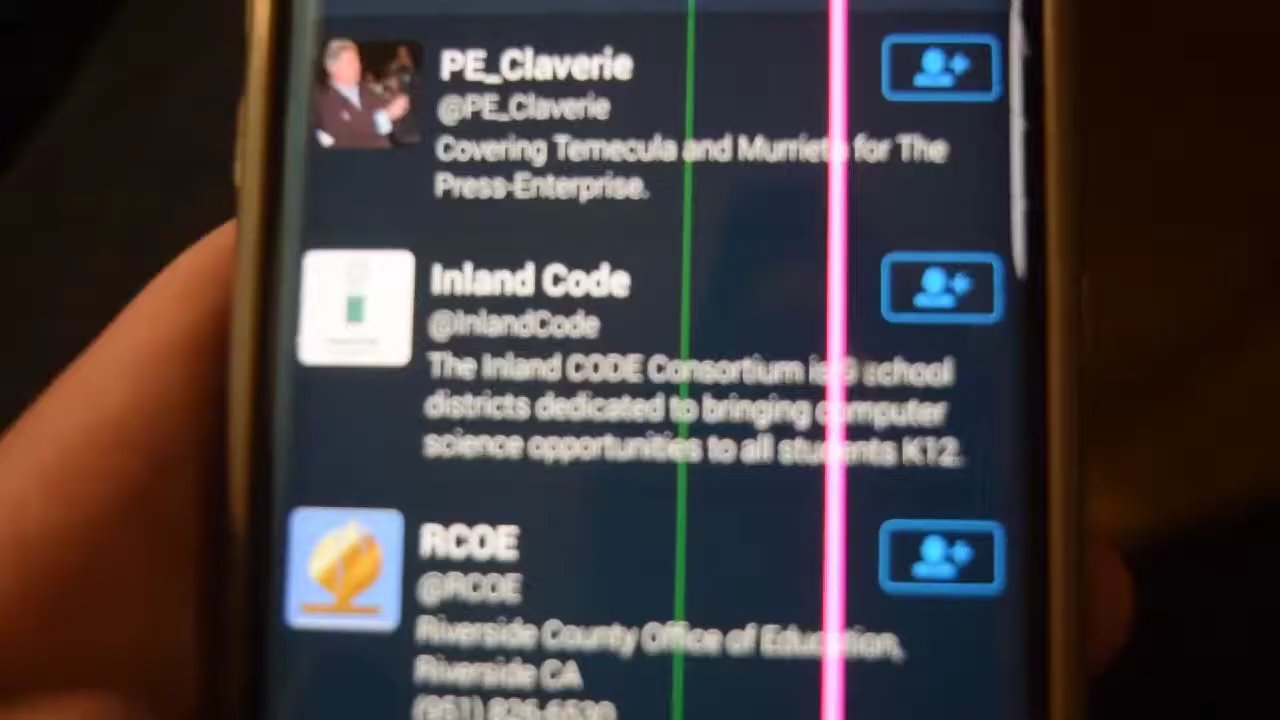 PE_Claverie
@PE_Claverie
Covering Temecula and Murrieta for The
Press-Enterprise.
Inland Code
@InlandCode
The Inland CODE Consortium is 9 school
districts dedicated to bringing computer
science opportunities to all students K12.
RCOE
@RCOE
Riverside County Office of Education,
Riverside CA
(951)